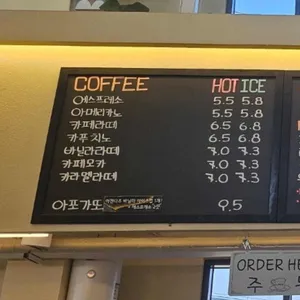 COFFEE HOT ICE
에스프레소 5.5 5.8
아메리카노 5.5 5.8
카페라떼 6.5 6.8
카푸치노 6.5 6.8
바닐라라떼 7.0 7.3
카페모카 7.0 7.3
카라멜라떼 7.0 7.3
아포가또 9.5
ORDER HE
주